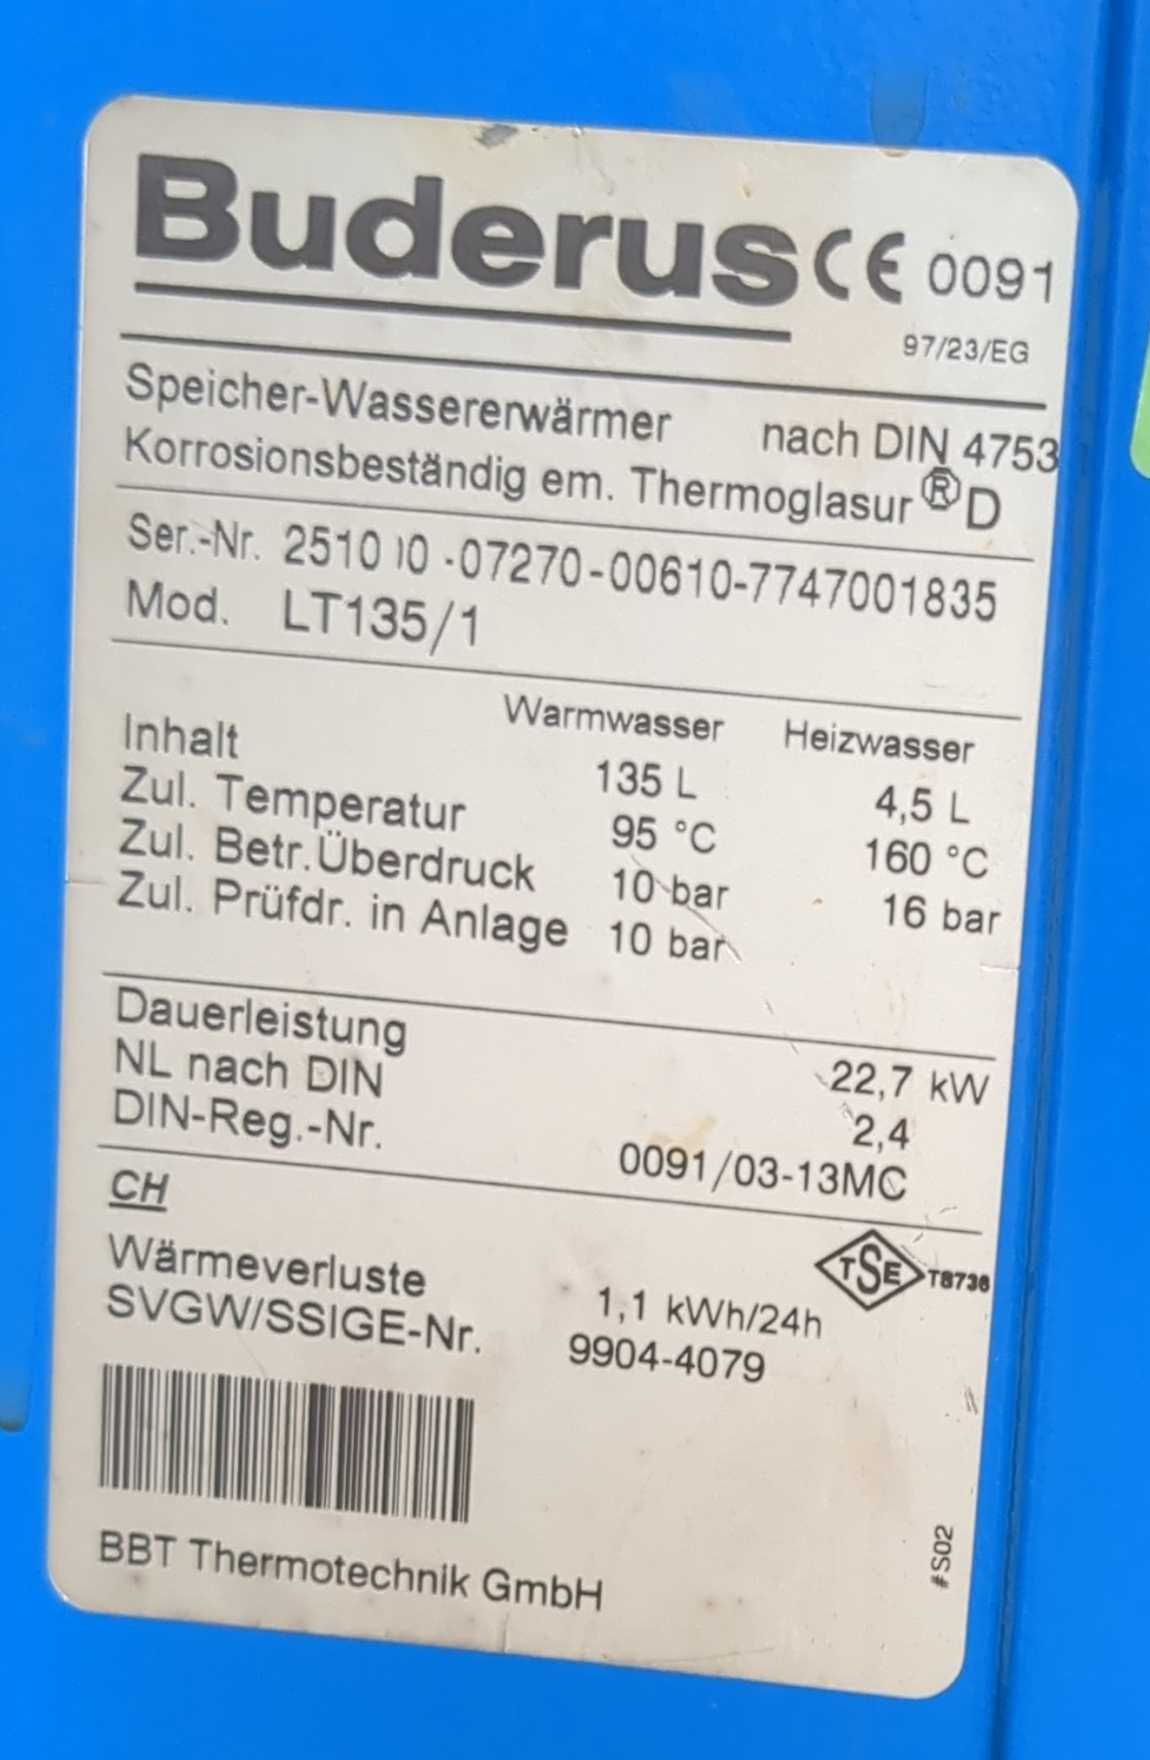 Buderus CE 0091
97/23/EG
Speicher-Wassererwärmer nach DIN 4753
Korrosionsbeständig em. Thermoglasur ® D
Ser.-Nr. -07270-00610-7747001835
Mod. LT135/1
Warmwasser Heizwasser
Inhalt 135 L 4,5 L
Zul. Temperatur 95 °C 160 °C
Zul. Betr.Überdruck 10 bar 16 bar
Zul. Prüfdr. in Anlage 10 bar
Dauerleistung 22,7 kW
NL nach DIN 2,4
DIN-Reg.-Nr. 0091/03-13MC
CH
TSE T8736
Wärmeverluste 1,1 kWh/24h
SVGW/SSIGE-Nr. 9904-4079
BBT Thermotechnik GmbH
#S02